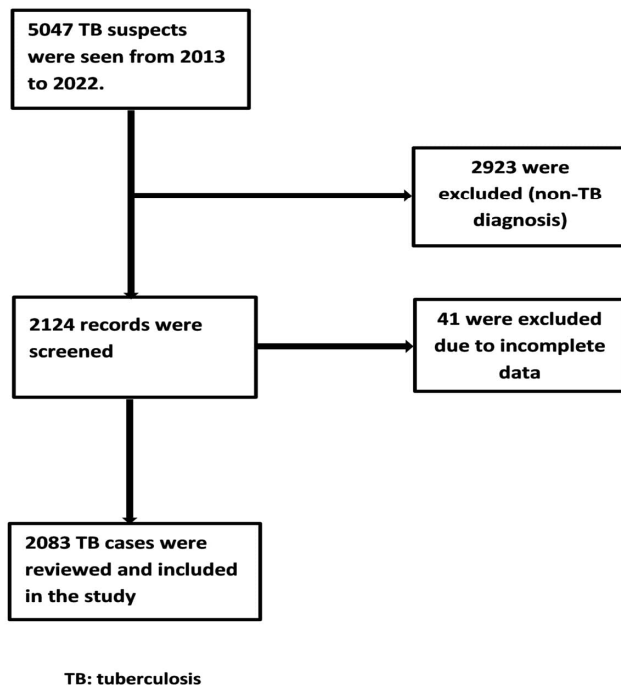 5047 TB suspects
were seen from 2013
to 2022.
2923 were
excluded (non-TB
diagnosis)
2124 records were
screened
41 were excluded
due to incomplete
data
2083 TB cases were
reviewed and included
in the study
TB: tuberculosis